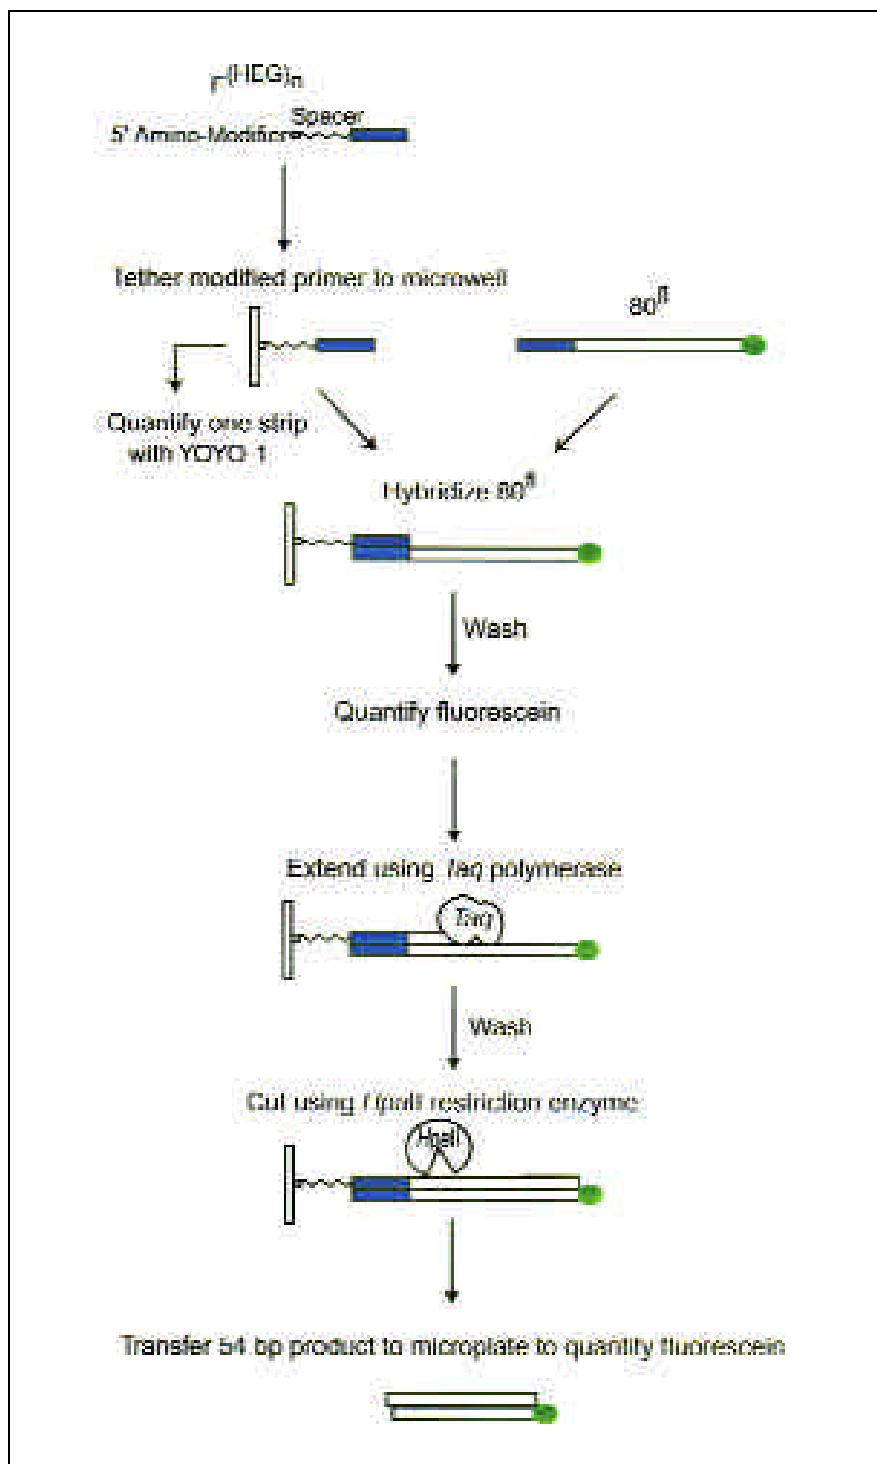 (HEG)n
Spacer
5' Amino-Modifier
Tether modified primer to microwell
80fl
Quantify one strip
with YOYO 1
Hybridize 80fl
Wash
Quantify fluorescein
Extend using Taq polymerase
Taq
Wash
Cut using HpaII restriction enzyme
HpaII
Transfer 54 bp product to microplate to quantify fluorescein